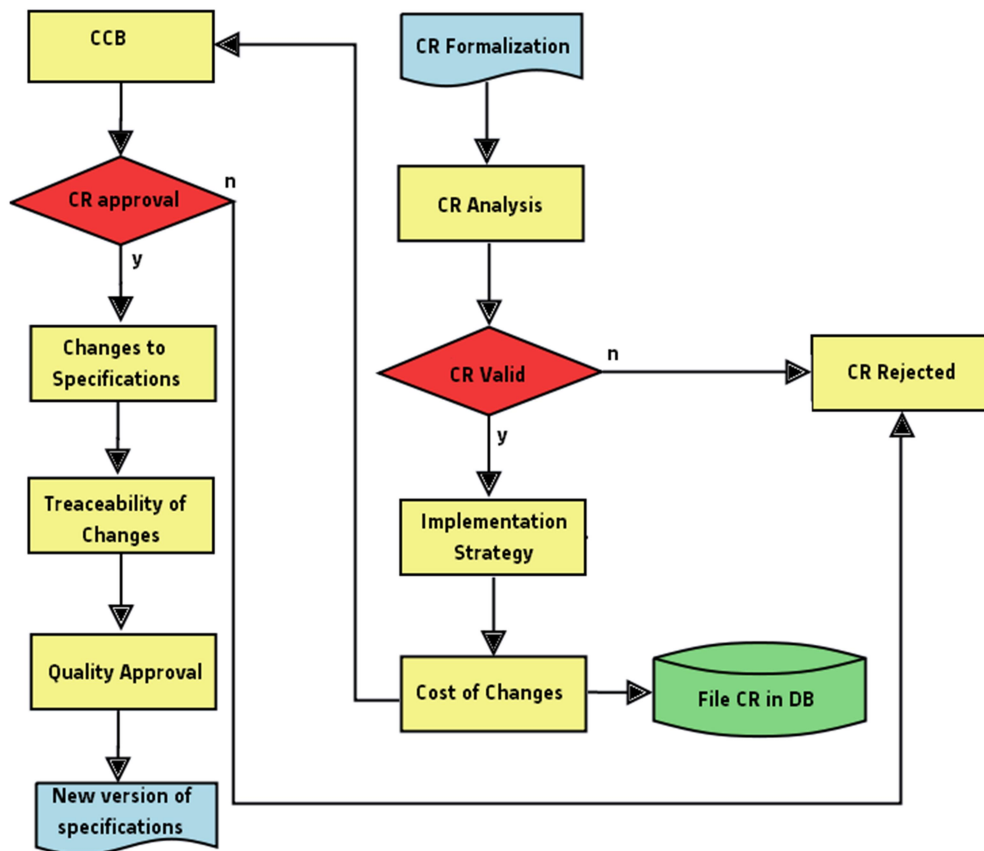 CCB
CR approval
n
y
Changes to
Specifications
Treaceability of
Changes
Quality Approval
New version of
specifications
CR Formalization
CR Analysis
CR Valid
n
y
CR Rejected
Implementation
Strategy
Cost of Changes
File CR in DB